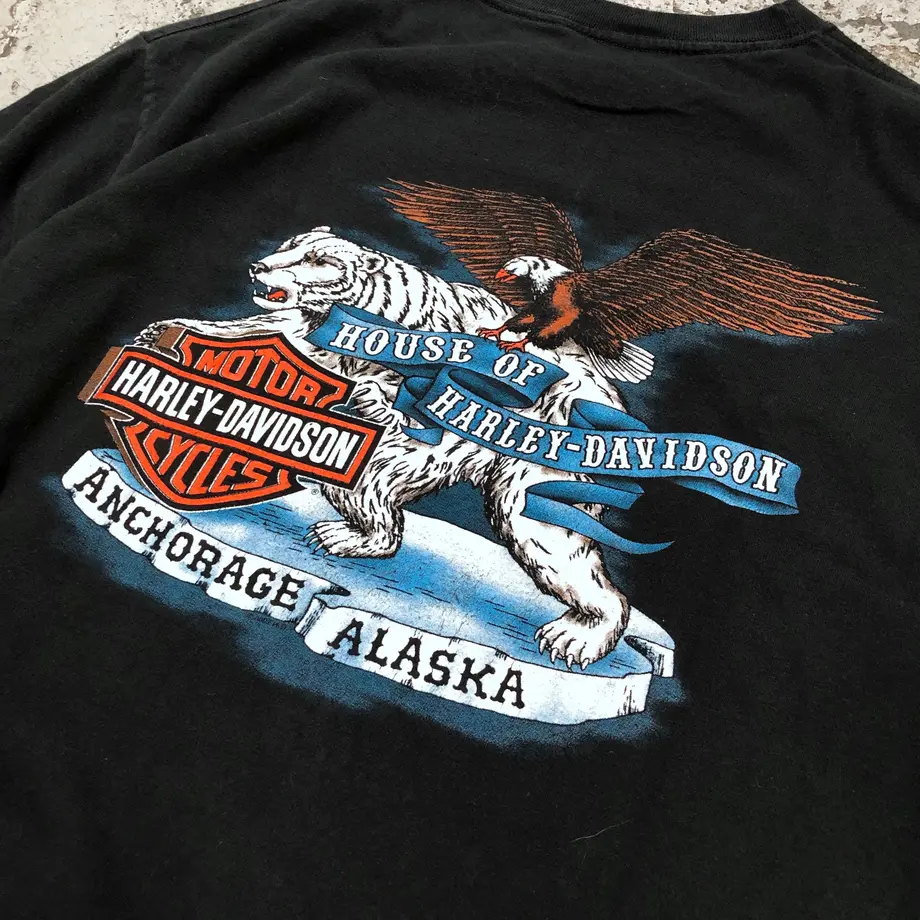 HOUSE OF
HARLEY-DAVIDSON
MOTOR
HARLEY-DAVIDSON
CYCLES
®
ANCHORAGE
ALASKA